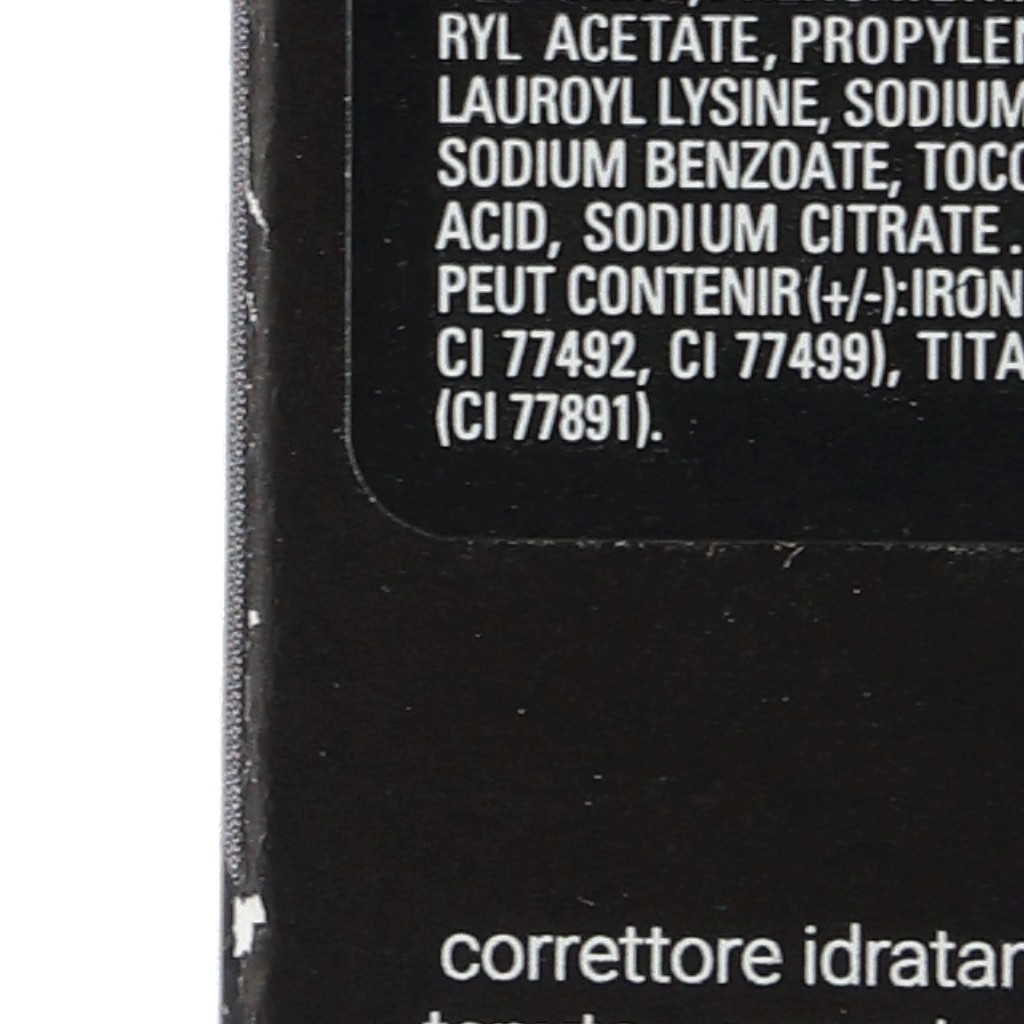 RYL ACETATE, PROPYLEN
LAUROYL LYSINE, SODIUM
SODIUM BENZOATE, TOCO
ACID, SODIUM CITRATE.
PEUT CONTENIR(+/-):IRON
CI 77492, CI 77499), TITA
(CI 77891).
correttore idratan